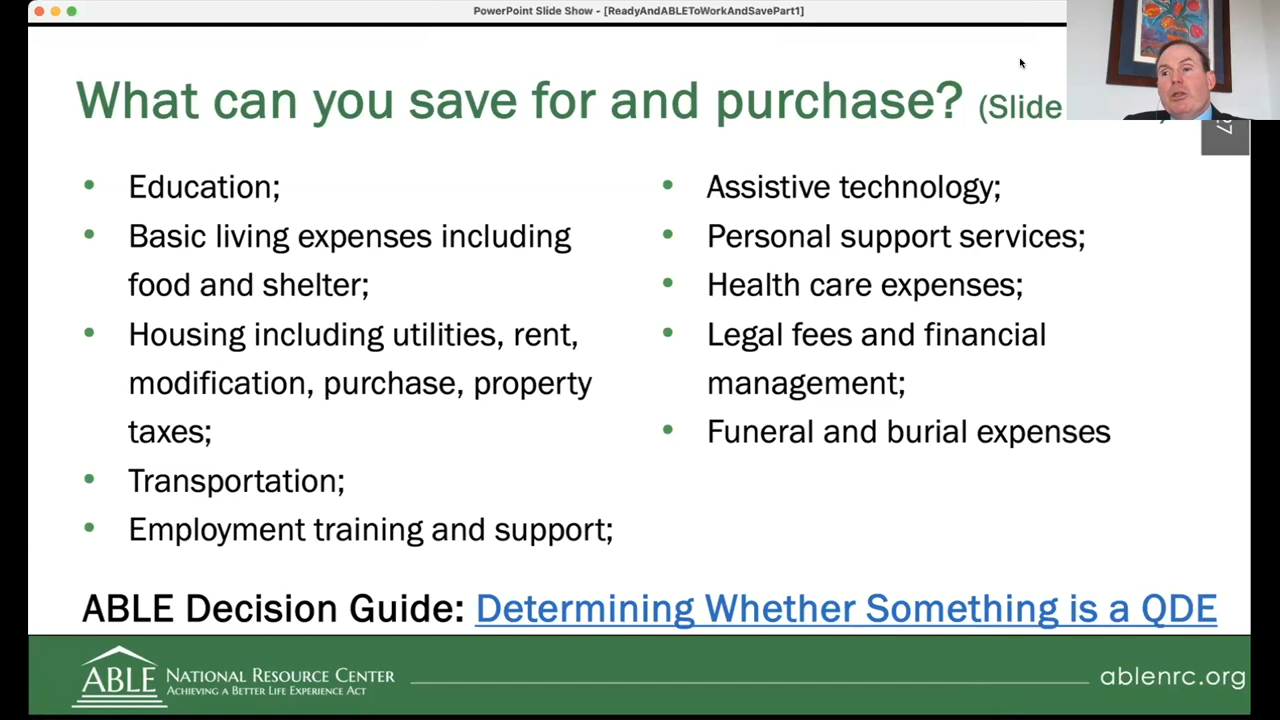 PowerPoint Slide Show - [ReadyAndABLEToWorkAndSavePart1]
What can you save for and purchase? (Slide
Education;
Basic living expenses including
food and shelter;
Housing including utilities, rent,
modification, purchase, property
taxes;
Transportation;
Employment training and support;
Assistive technology;
Personal support services;
Health care expenses;
Legal fees and financial
management;
Funeral and burial expenses
ABLE Decision Guide: Determining Whether Something is a QDE
ABLE NATIONAL RESOURCE CENTER
ACHIEVING A BETTER LIFE EXPERIENCE ACT
ablenrc.org